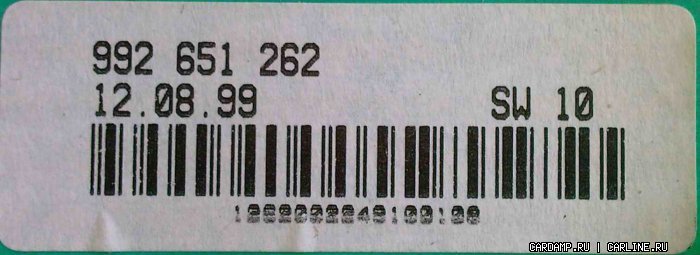 992 651 262
12.08.99 SW 10
CARDAMP.RU | CARLINE.RU